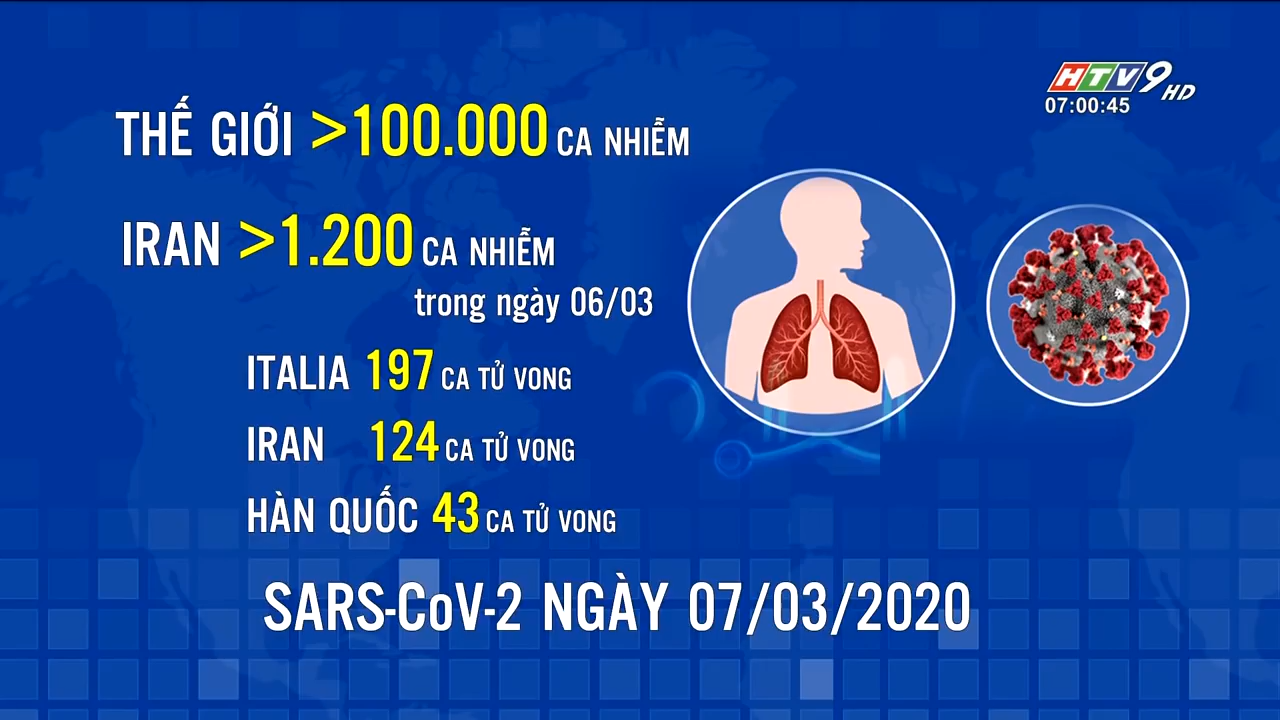 HTV9 HD
07:00:45
THẾ GIỚI >100.000 CA NHIỄM
IRAN >1.200 CA NHIỄM
trong ngày 06/03
ITALIA 197 CA TỬ VONG
IRAN 124 CA TỬ VONG
HÀN QUỐC 43 CA TỬ VONG
SARS-CoV-2 NGÀY 07/03/2020